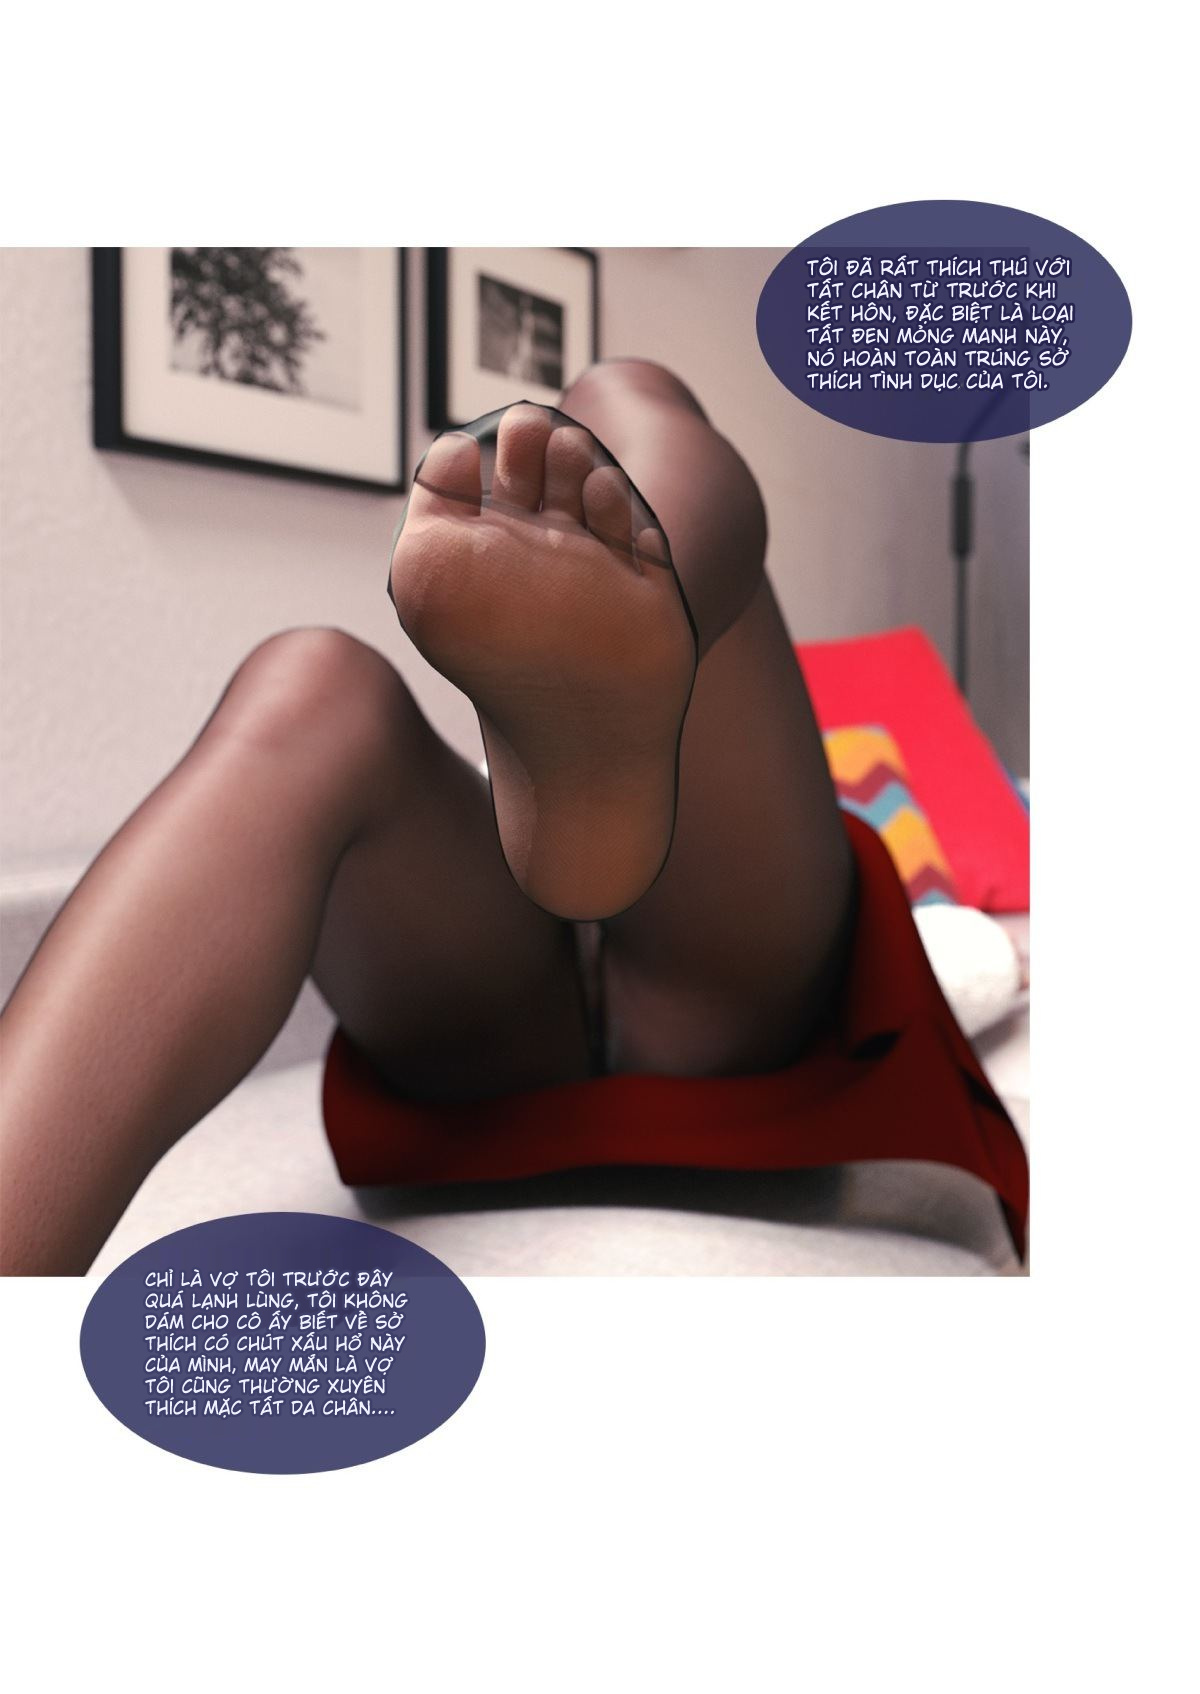 TÔI ĐÃ RẤT THÍCH THÚ VỚI
TẤT CHÂN TỪ TRƯỚC KHI
KẾT HÔN, ĐẶC BIỆT LÀ LOẠI
TẤT ĐEN MỎNG MANH NÀY,
NÓ HOÀN TOÀN TRÚNG SỞ
THÍCH TÌNH DỤC CỦA TÔI.
CHỈ LÀ VỢ TÔI TRƯỚC ĐÂY
QUÁ LẠNH LÙNG, TÔI KHÔNG
DÁM CHO CÔ ẤY BIẾT VỀ SỞ
THÍCH CÓ CHÚT XẤU HỔ NÀY
CỦA MÌNH, MAY MẮN LÀ VỢ
TÔI CŨNG THƯỜNG XUYÊN
THÍCH MẶC TẤT DA CHÂN....